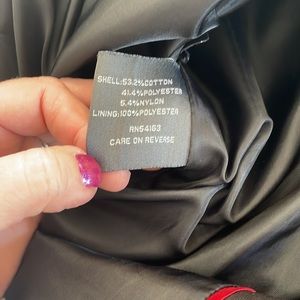 SHELL:53.2%COTTON
41.4%POLYESTER
5.4%NYLON
LINING:100%POLYESTER
RN54163
CARE ON REVERSE